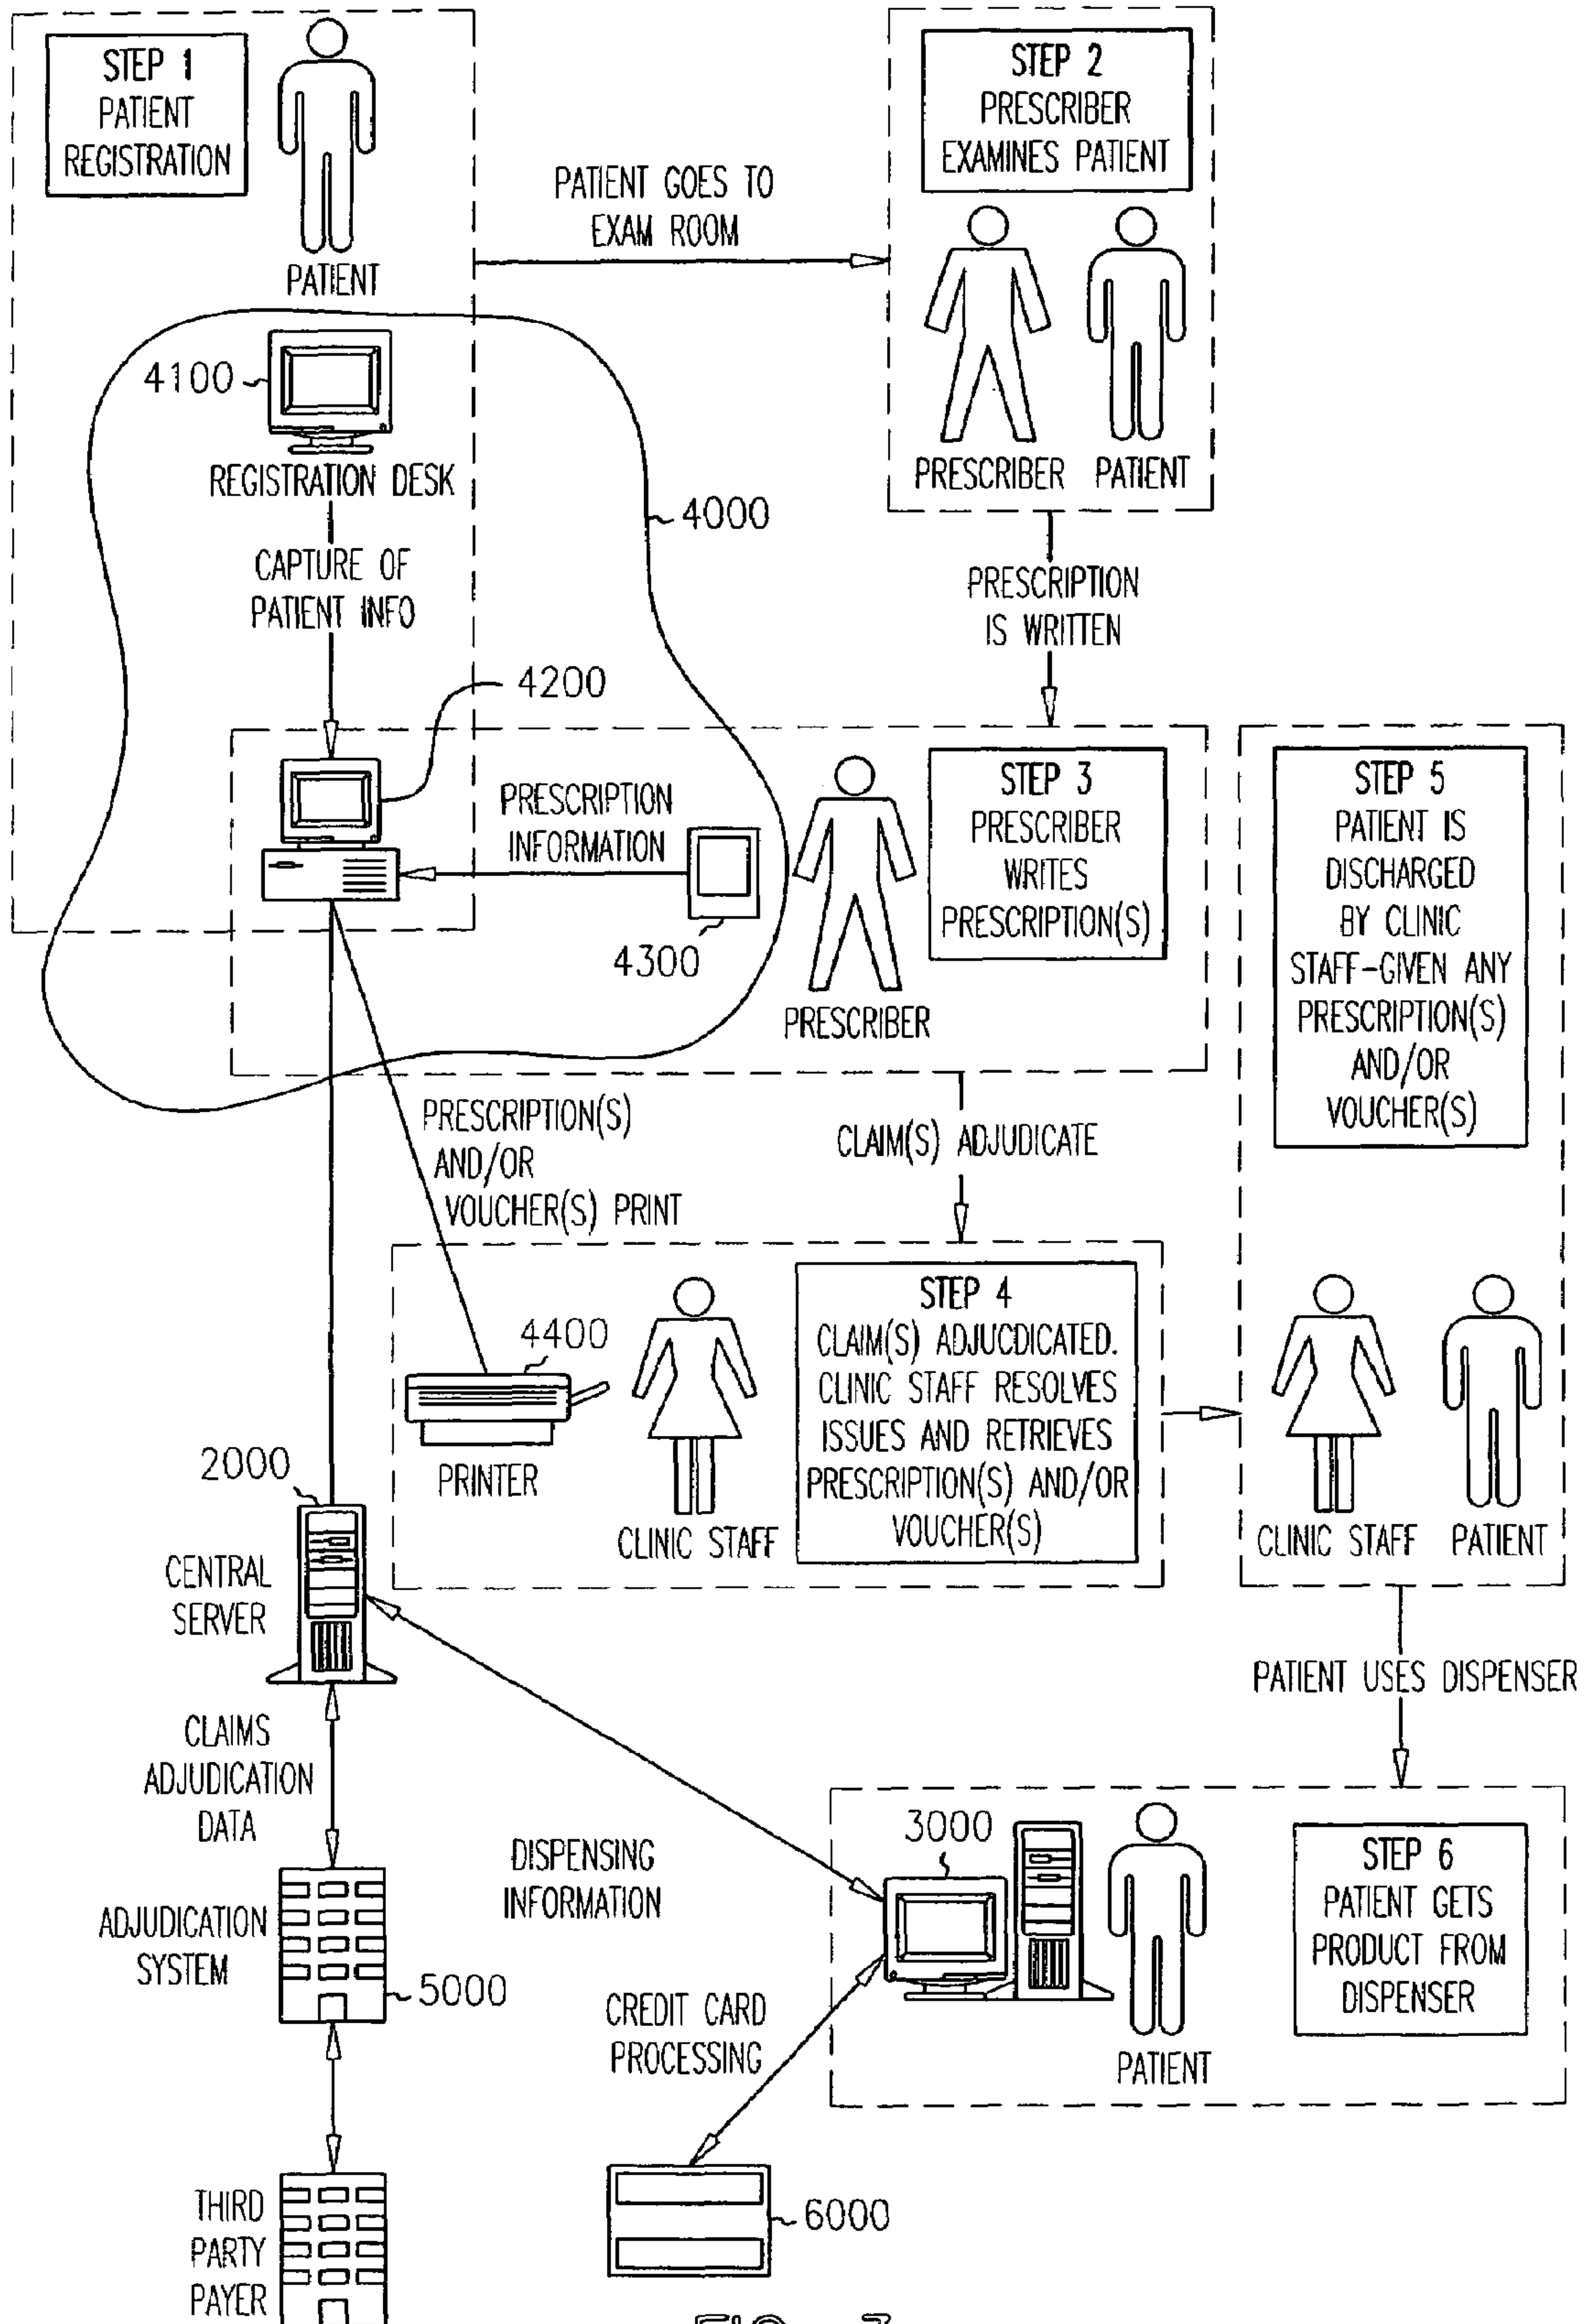 STEP 1
PATIENT
REGISTRATION
PATIENT
PATIENT GOES TO
EXAM ROOM
STEP 2
PRESCRIBER
EXAMINES PATIENT
PRESCRIBER
PATIENT
4100
REGISTRATION DESK
4000
CAPTURE OF
PATIENT INFO
PRESCRIPTION
IS WRITTEN
4200
PRESCRIPTION
INFORMATION
4300
PRESCRIBER
STEP 3
PRESCRIBER
WRITES
PRESCRIPTION(S)
STEP 5
PATIENT IS
DISCHARGED
BY CLINIC
STAFF-GIVEN ANY
PRESCRIPTION(S)
AND/OR
VOUCHER(S)
PRESCRIPTION(S)
AND/OR
VOUCHER(S) PRINT
CLAIM(S) ADJUDICATE
4400
PRINTER
CLINIC STAFF
STEP 4
CLAIM(S) ADJUCDICATED.
CLINIC STAFF RESOLVES
ISSUES AND RETRIEVES
PRESCRIPTION(S) AND/OR
VOUCHER(S)
CLINIC STAFF
PATIENT
2000
CENTRAL
SERVER
PATIENT USES DISPENSER
CLAIMS
ADJUDICATION
DATA
DISPENSING
INFORMATION
3000
PATIENT
STEP 6
PATIENT GETS
PRODUCT FROM
DISPENSER
ADJUDICATION
SYSTEM
5000
CREDIT CARD
PROCESSING
6000
THIRD
PARTY
PAYER